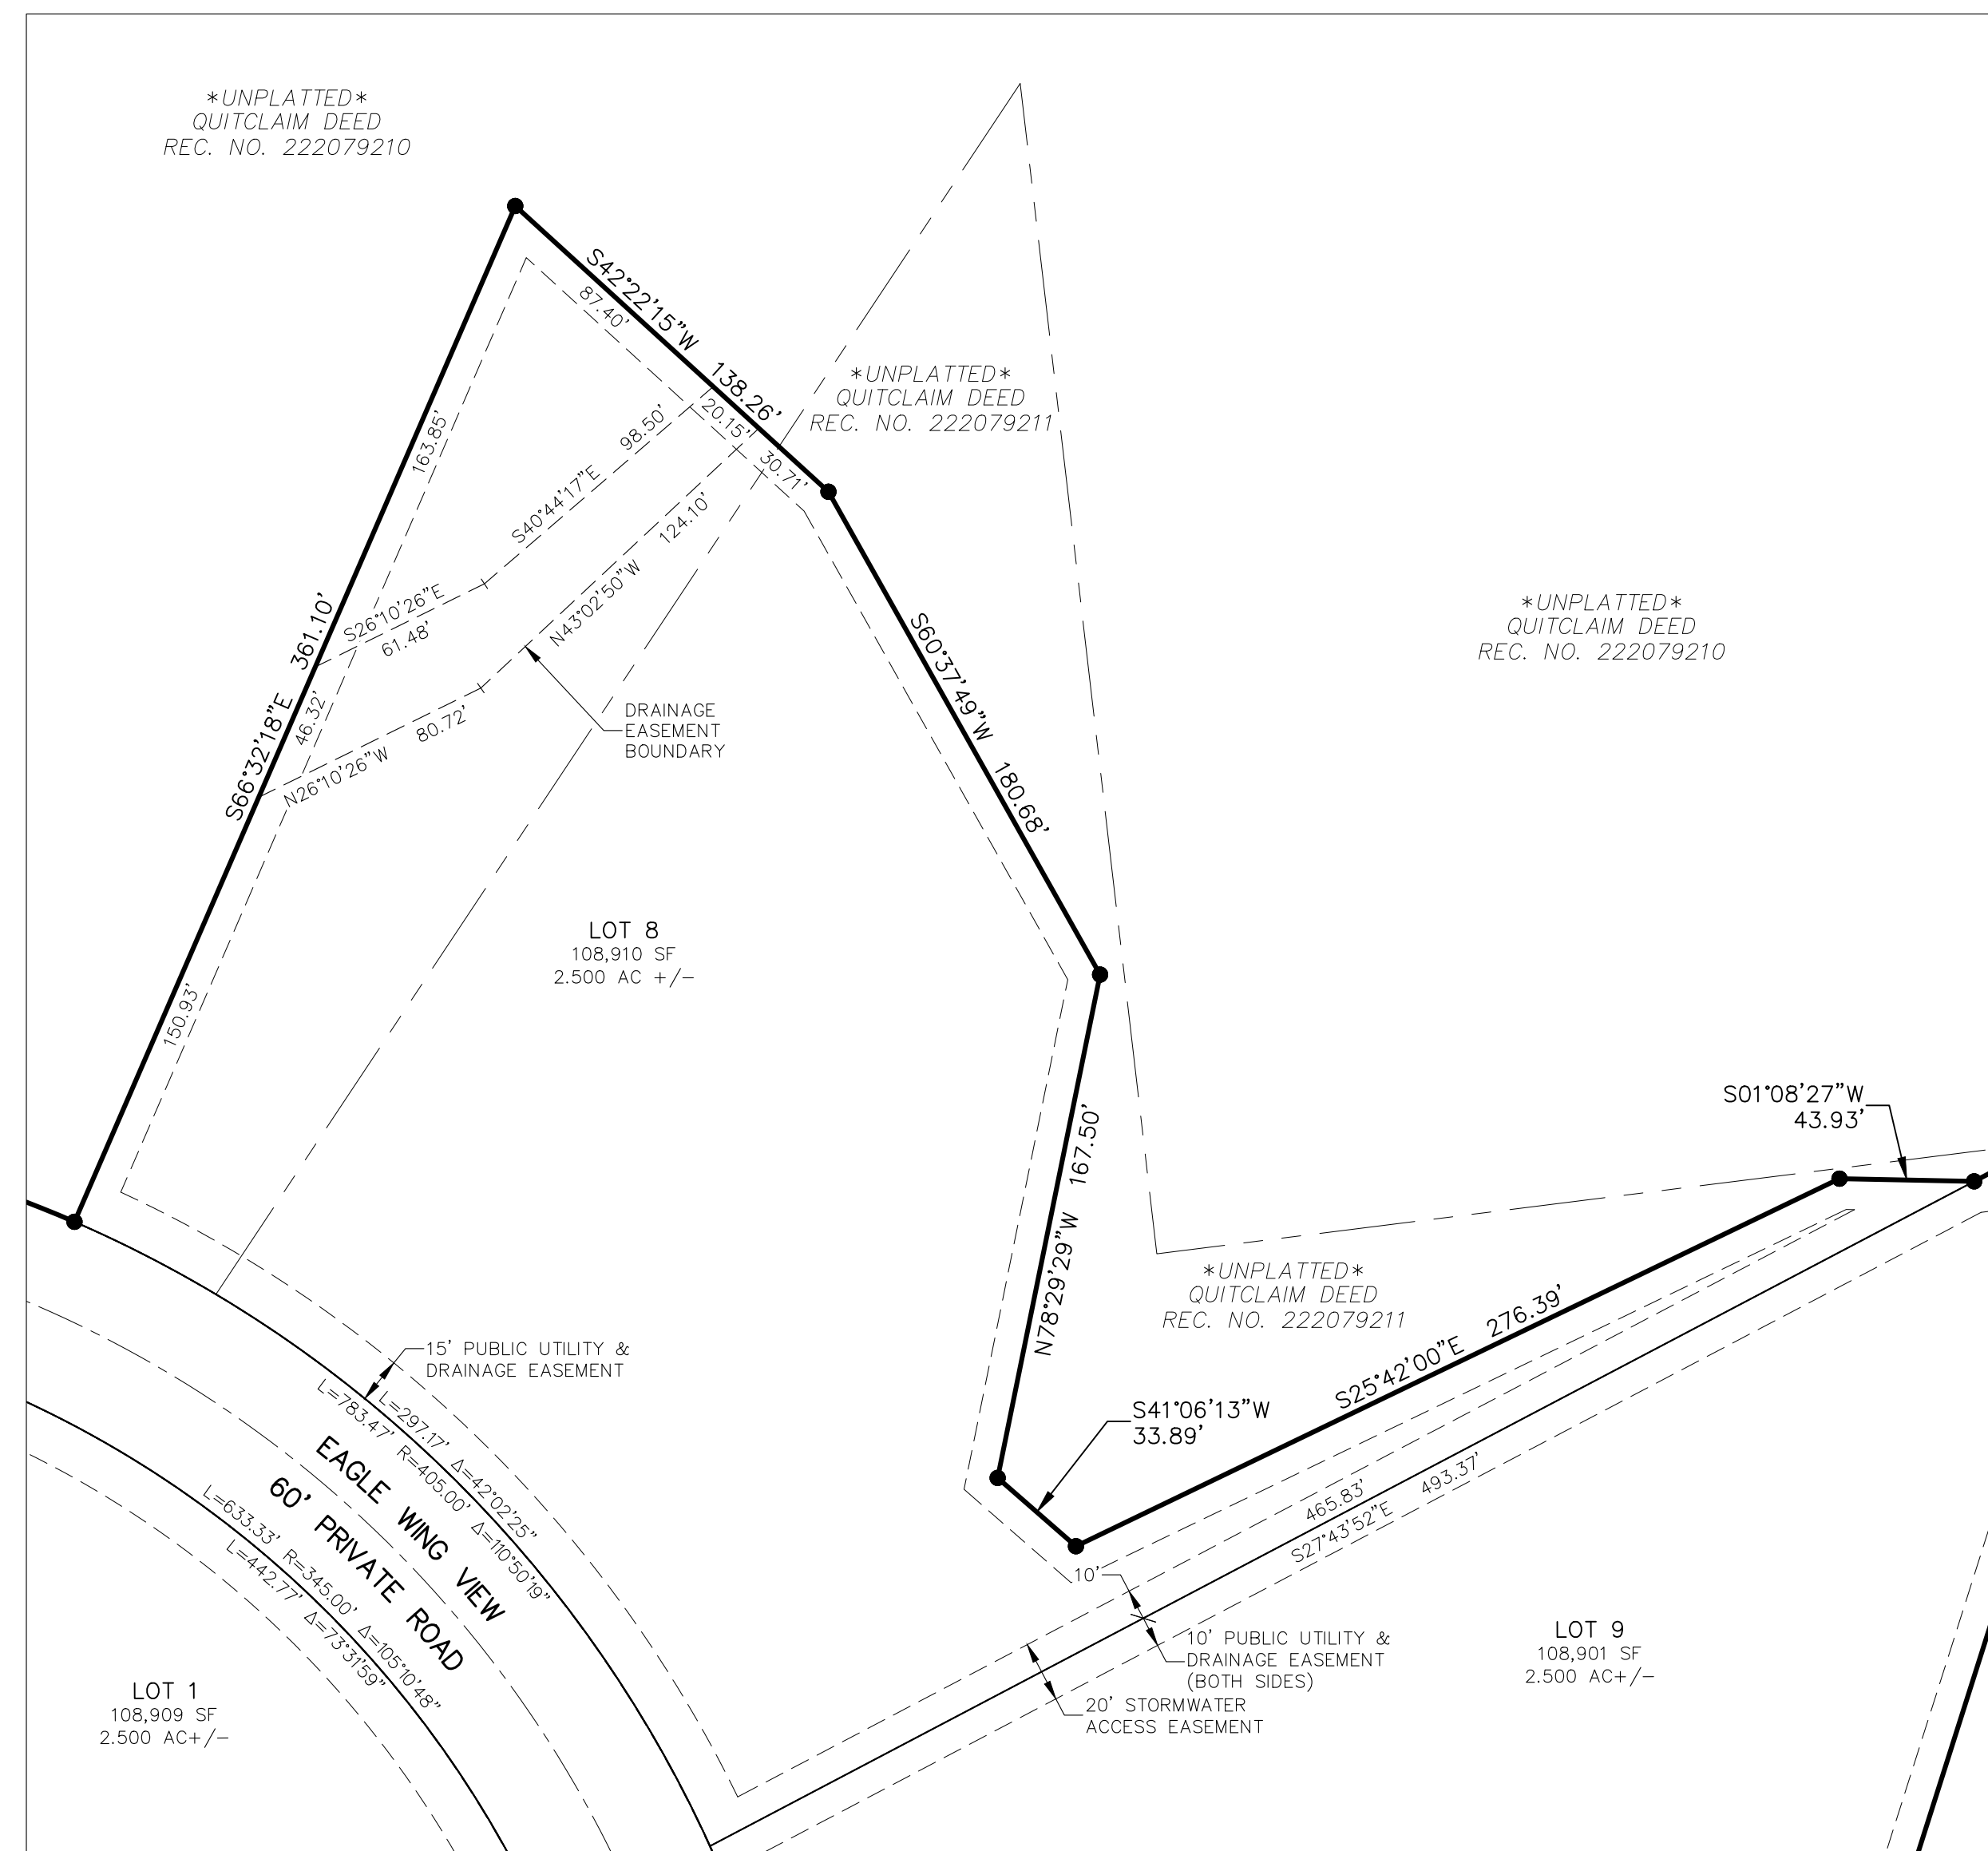 *UNPLATTED*
QUITCLAIM DEED
REC. NO. 222079210
S42°22'15"W 138.26'
87.40'
20.15'
30.71'
*UNPLATTED*
QUITCLAIM DEED
REC. NO. 222079211
163.85'
S40°44'17"E 98.50'
S26°10'26"E
61.48'
N43°02'50"W 124.10'
S66°32'18"E 361.10'
46.32'
N26°10'26"W 80.72'
DRAINAGE
EASEMENT
BOUNDARY
S60°37'49"W 180.68'
*UNPLATTED*
QUITCLAIM DEED
REC. NO. 222079210
LOT 8
108,910 SF
2.500 AC +/-
150.93'
N78°29'29"W 167.50'
S01°08'27"W
43.93'
*UNPLATTED*
QUITCLAIM DEED
REC. NO. 222079211
15' PUBLIC UTILITY &
DRAINAGE EASEMENT
S25°42'00"E 276.39'
S41°06'13"W
33.89'
L=297.17' Δ=42°02'25"
L=783.47' R=405.00' Δ=110°50'19"
EAGLE WING VIEW
60' PRIVATE ROAD
L=633.33' R=345.00' Δ=105°10'48"
L=442.77' Δ=73°31'59"
465.83'
S27°43'52"E 493.37'
10'
10' PUBLIC UTILITY &
DRAINAGE EASEMENT
(BOTH SIDES)
20' STORMWATER
ACCESS EASEMENT
LOT 9
108,901 SF
2.500 AC+/-
LOT 1
108,909 SF
2.500 AC+/-